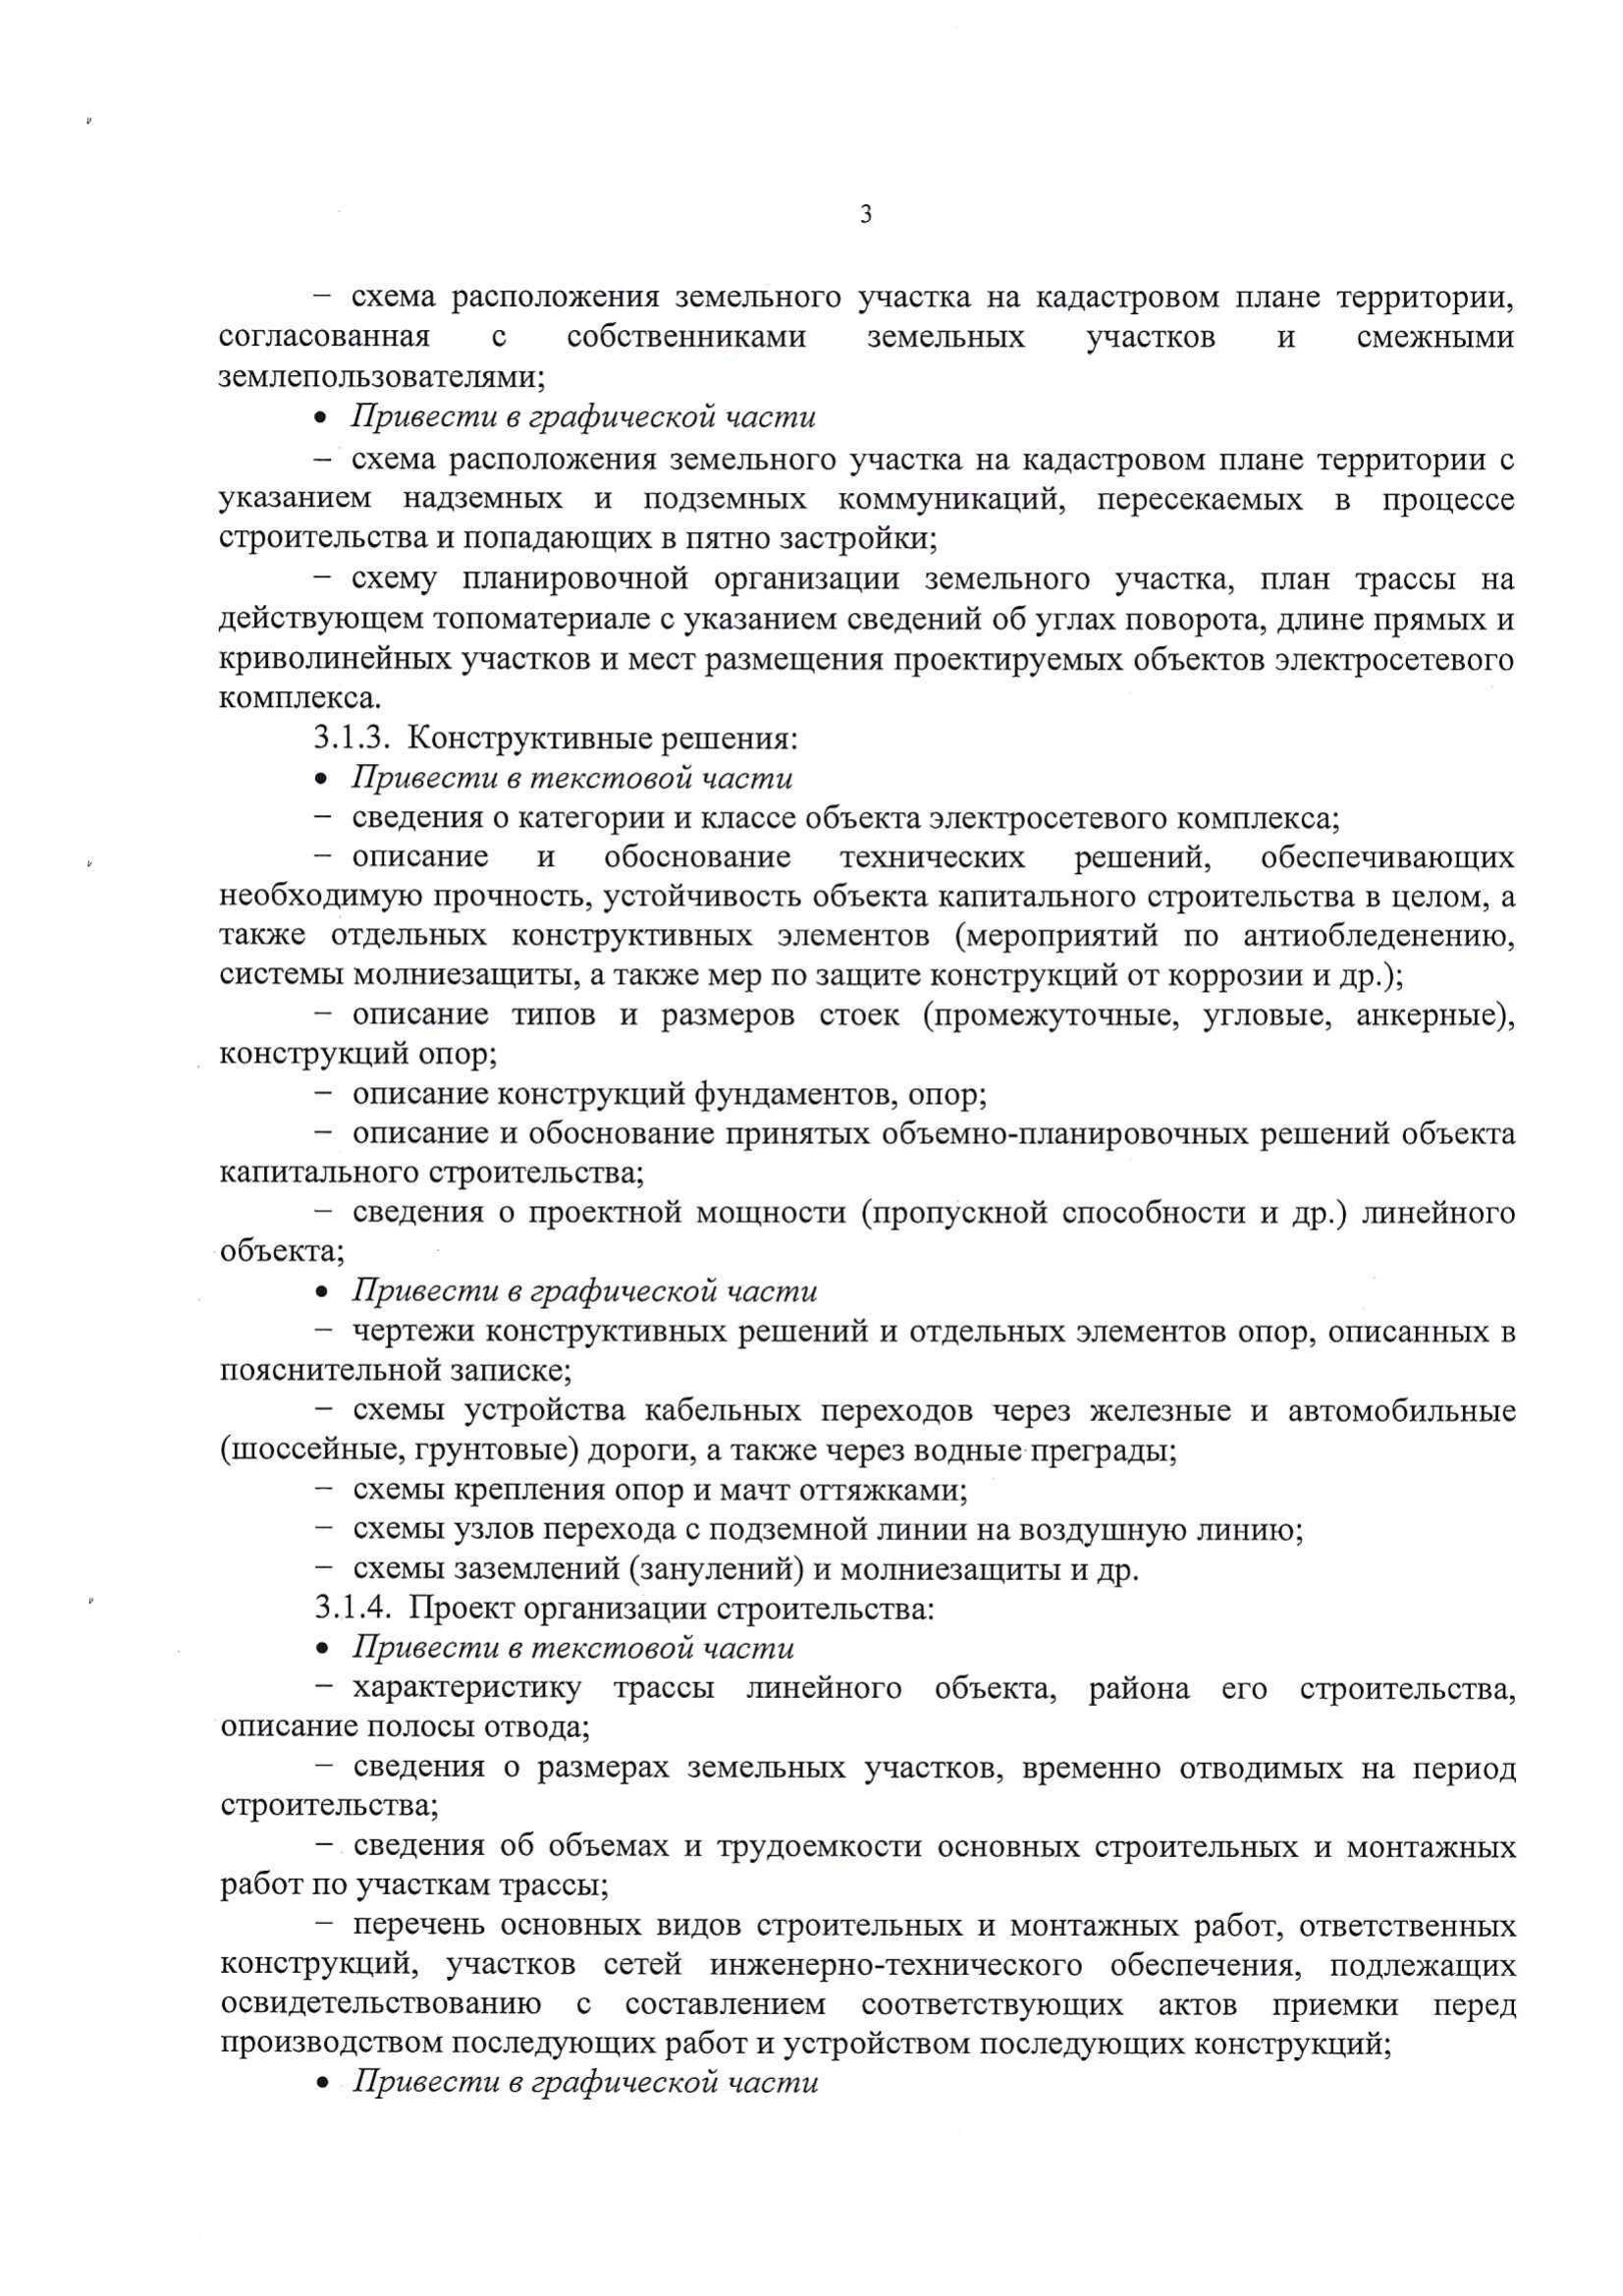 3
− схема расположения земельного участка на кадастровом плане территории,
согласованная с собственниками земельных участков и смежными
землепользователями;
• Привести в графической части
− схема расположения земельного участка на кадастровом плане территории с
указанием надземных и подземных коммуникаций, пересекаемых в процессе
строительства и попадающих в пятно застройки;
− схему планировочной организации земельного участка, план трассы на
действующем топоматериале с указанием сведений об углах поворота, длине прямых и
криволинейных участков и мест размещения проектируемых объектов электросетевого
комплекса.
3.1.3. Конструктивные решения:
• Привести в текстовой части
− сведения о категории и классе объекта электросетевого комплекса;
− описание и обоснование технических решений, обеспечивающих
необходимую прочность, устойчивость объекта капитального строительства в целом, а
также отдельных конструктивных элементов (мероприятий по антиобледенению,
системы молниезащиты, а также мер по защите конструкций от коррозии и др.);
− описание типов и размеров стоек (промежуточные, угловые, анкерные),
конструкций опор;
− описание конструкций фундаментов, опор;
− описание и обоснование принятых объемно-планировочных решений объекта
капитального строительства;
− сведения о проектной мощности (пропускной способности и др.) линейного
объекта;
• Привести в графической части
− чертежи конструктивных решений и отдельных элементов опор, описанных в
пояснительной записке;
− схемы устройства кабельных переходов через железные и автомобильные
(шоссейные, грунтовые) дороги, а также через водные преграды;
− схемы крепления опор и мачт оттяжками;
− схемы узлов перехода с подземной линии на воздушную линию;
− схемы заземлений (занулений) и молниезащиты и др.
3.1.4. Проект организации строительства:
• Привести в текстовой части
− характеристику трассы линейного объекта, района его строительства,
описание полосы отвода;
− сведения о размерах земельных участков, временно отводимых на период
строительства;
− сведения об объемах и трудоемкости основных строительных и монтажных
работ по участкам трассы;
− перечень основных видов строительных и монтажных работ, ответственных
конструкций, участков сетей инженерно-технического обеспечения, подлежащих
освидетельствованию с составлением соответствующих актов приемки перед
производством последующих работ и устройством последующих конструкций;
• Привести в графической части